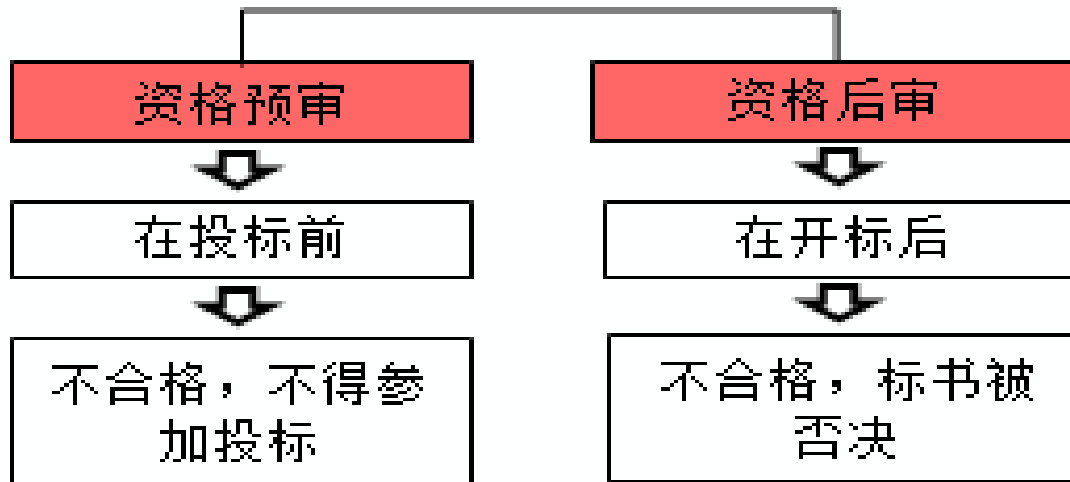 资格预审
资格后审
在投标前
在开标后
不合格，不得参
加投标
不合格，标书被
否决